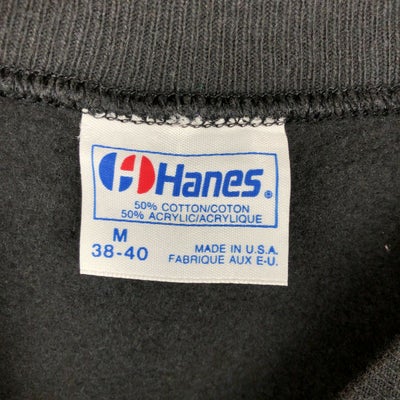 Hanes®
50% COTTON/COTON
50% ACRYLIC/ACRYLIQUE
M
38-40
MADE IN U.S.A.
FABRIQUE AUX E-U.